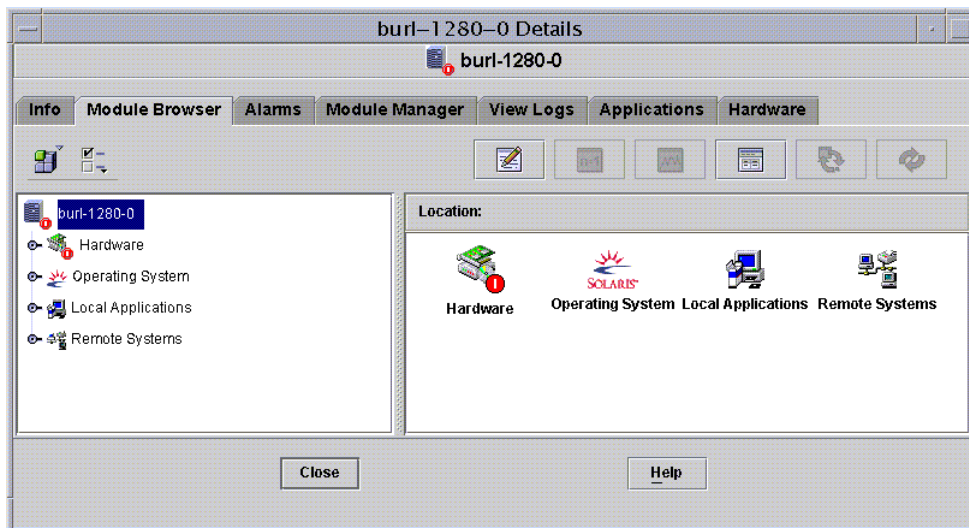 burl-1280-0 Details
burl-1280-0
Info Module Browser Alarms Module Manager View Logs Applications Hardware
burl-1280-0
Hardware
Operating System
Local Applications
Remote Systems
Location:
SOLARIS
Hardware Operating System Local Applications Remote Systems
Close Help